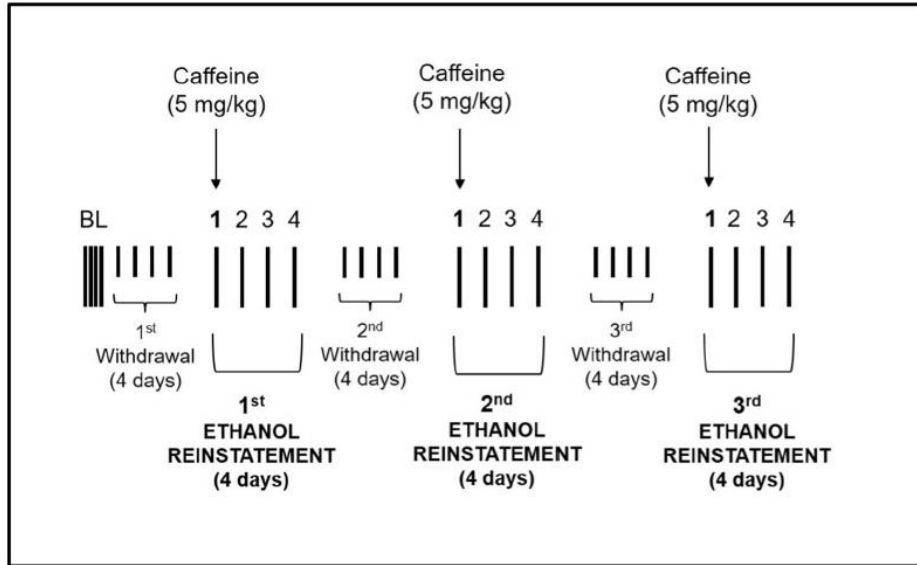 Caffeine
(5 mg/kg)
Caffeine
(5 mg/kg)
Caffeine
(5 mg/kg)
BL
1 2 3 4
1 2 3 4
1 2 3 4
1st
Withdrawal
(4 days)
2nd
Withdrawal
(4 days)
3rd
Withdrawal
(4 days)
1st
ETHANOL
REINSTATEMENT
(4 days)
2nd
ETHANOL
REINSTATEMENT
(4 days)
3rd
ETHANOL
REINSTATEMENT
(4 days)